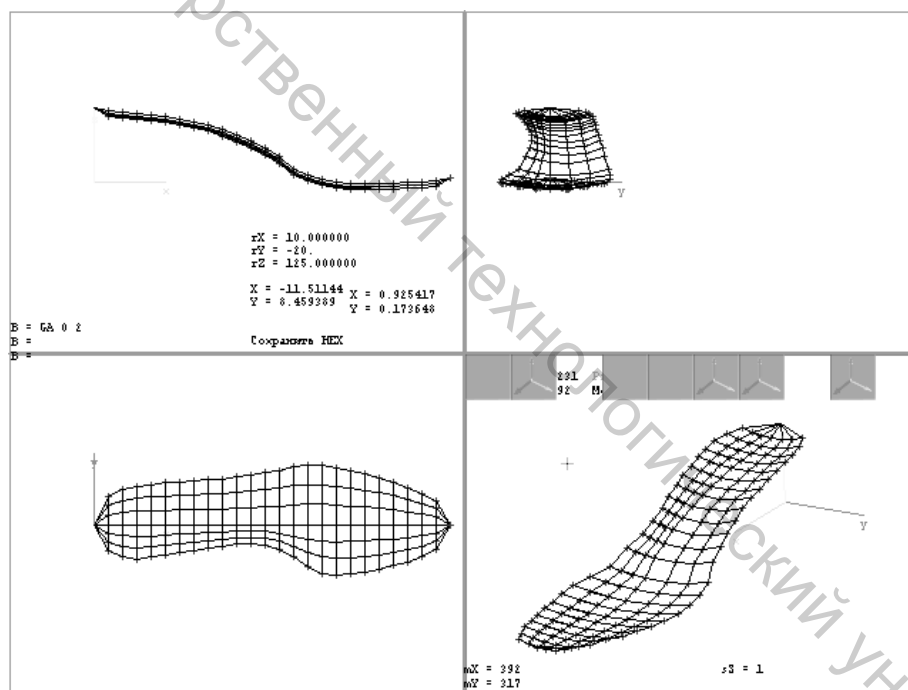 x
y
rX = 10.000000
rY = -20.
rZ = 125.000000
X = -11.51144
Y = 8.459389
X = 0.925417
Y = 0.173648
B = GA 0 2
B =
B =
Сохранить HEX
y
231
92
y
mX = 392
mY = 317
sS = 1
рственный технологический ун